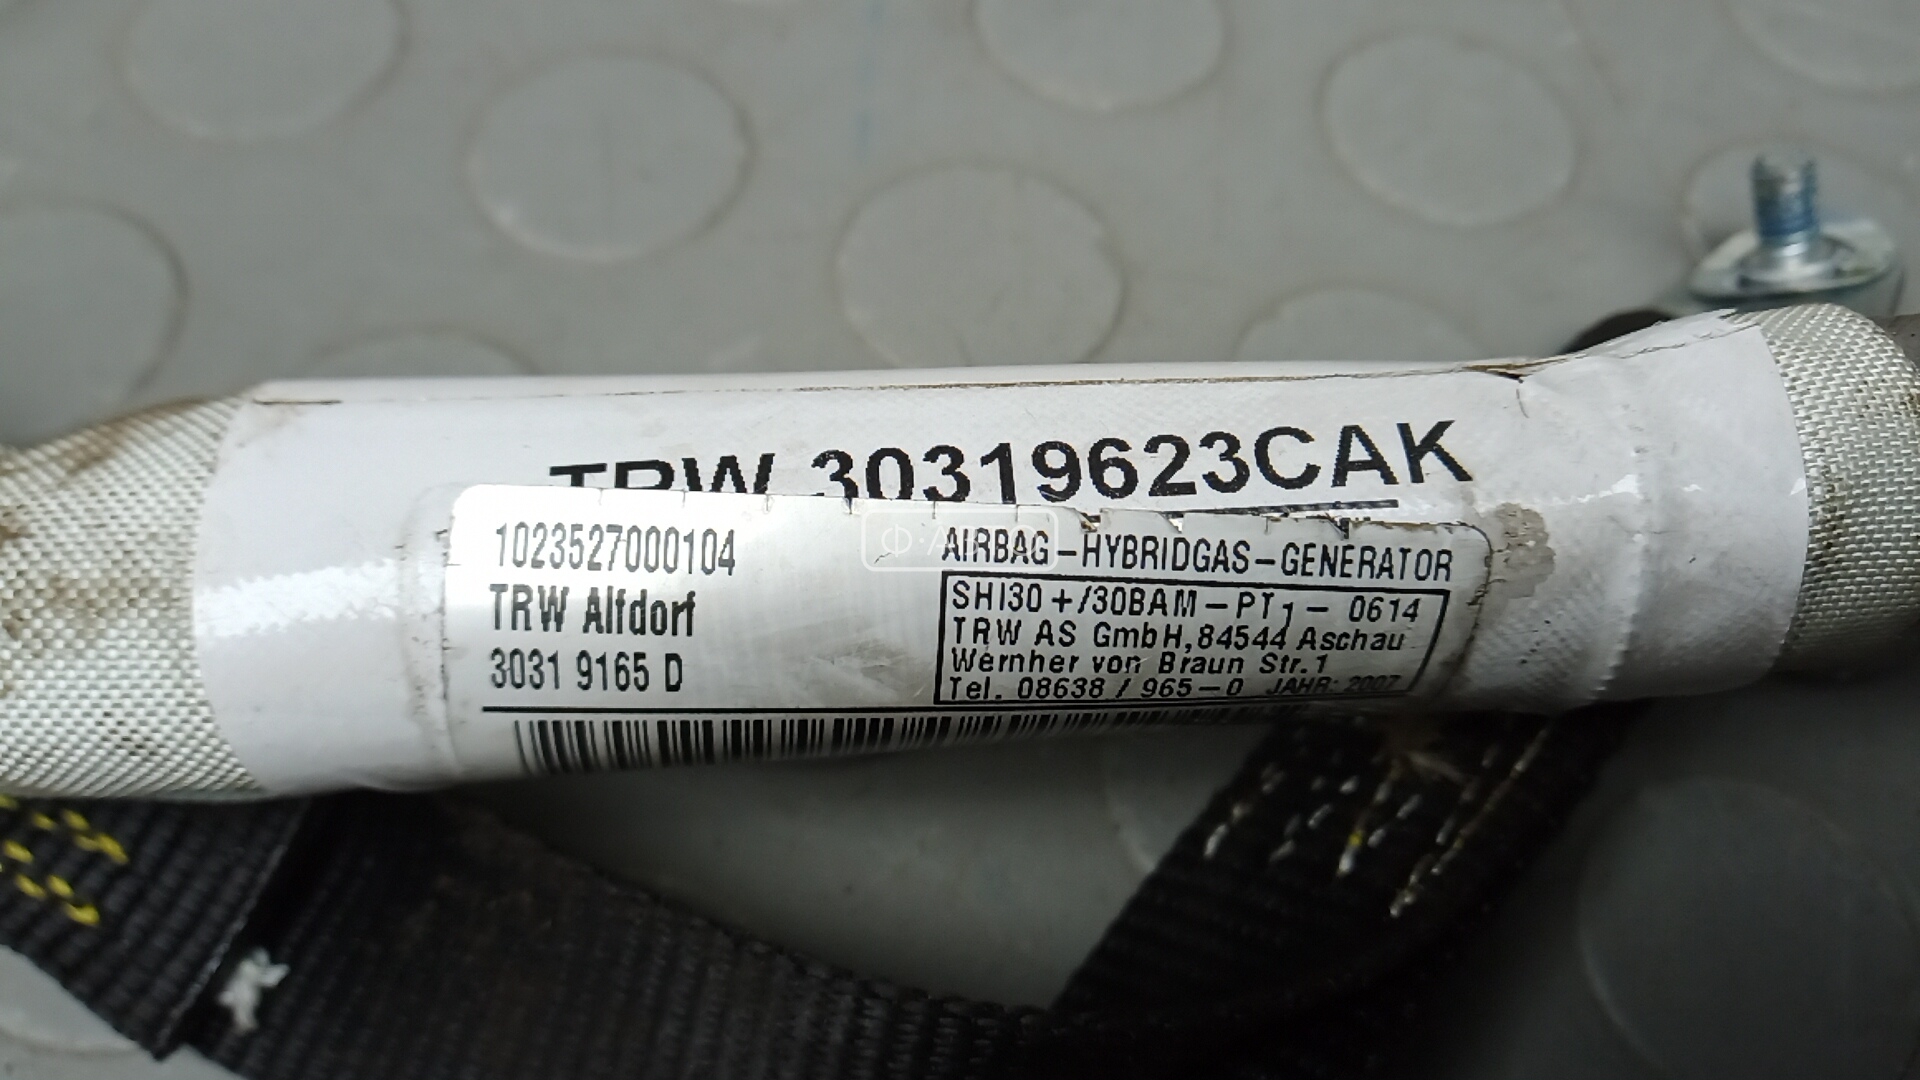 TRW 30319623CAK
1023527000104
TRW Alfdorf
3031 9165 D
AIRBAG-HYBRIDGAS-GENERATOR
SHI30+/30BAM-PT1- 0614
TRW AS GmbH, 84544 Aschau
Wernher von Braun Str.1
Tel. 08638 / 965-0 JAHR: 2007